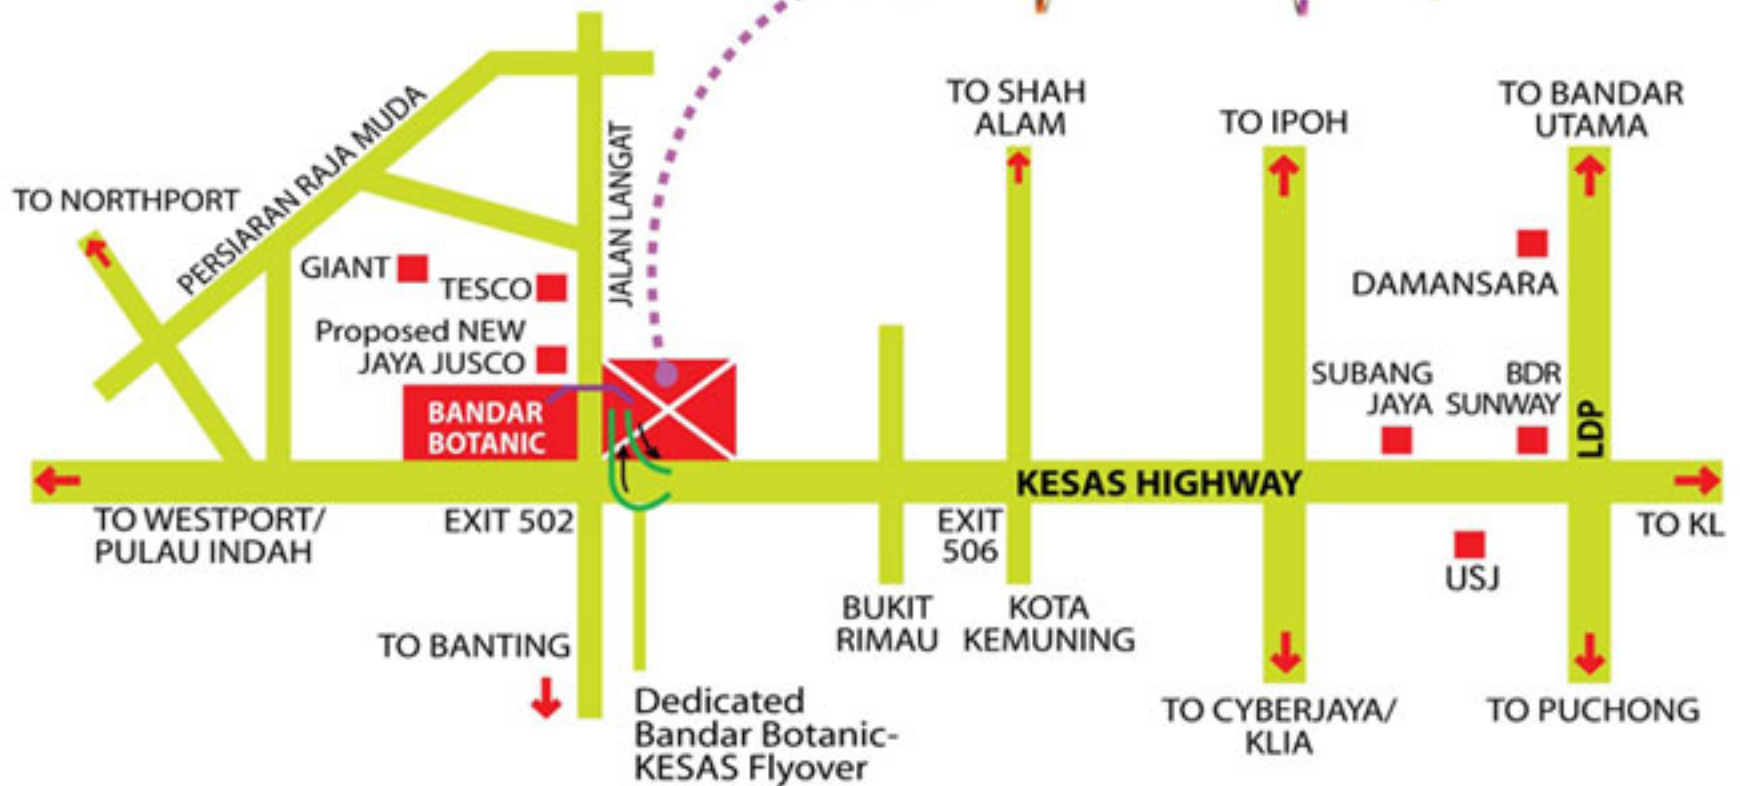 TO SHAH
ALAM
TO IPOH
TO BANDAR
UTAMA
PERSIARAN RAJA MUDA
JALAN LANGAT
TO NORTHPORT
GIANT
TESCO
DAMANSARA
Proposed NEW
JAYA JUSCO
SUBANG
JAYA
BDR
SUNWAY
LDP
BANDAR
BOTANIC
KESAS HIGHWAY
TO WESTPORT/
PULAU INDAH
EXIT 502
EXIT
506
TO KL
USJ
BUKIT
RIMAU
KOTA
KEMUNING
TO BANTING
Dedicated
Bandar Botanic-
KESAS Flyover
TO CYBERJAYA/
KLIA
TO PUCHONG